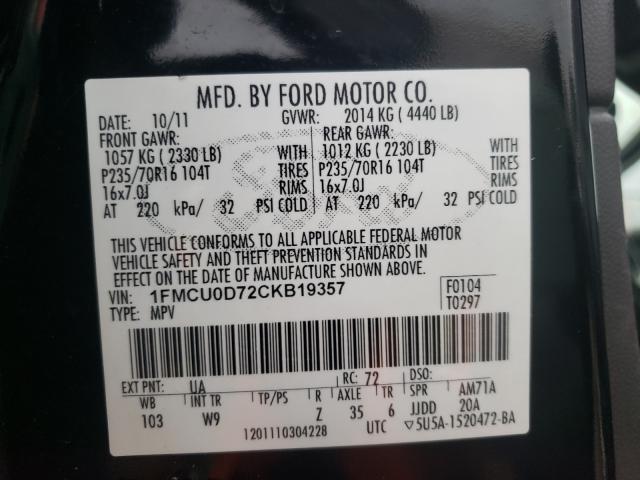 MFD. BY FORD MOTOR CO.
DATE: 10/11 GVWR: 2014 KG ( 4440 LB)
FRONT GAWR: REAR GAWR:
1057 KG ( 2330 LB) WITH 1012 KG ( 2230 LB) WITH
P235/70R16 104T TIRES P235/70R16 104T TIRES
16x7.0J RIMS 16x7.0J RIMS
AT 220 kPa/ 32 PSI COLD AT 220 kPa/ 32 PSI COLD
THIS VEHICLE CONFORMS TO ALL APPLICABLE FEDERAL MOTOR
VEHICLE SAFETY AND THEFT PREVENTION STANDARDS IN
EFFECT ON THE DATE OF MANUFACTURE SHOWN ABOVE.
VIN: 1FMCU0D72CKB19357 F0104
TYPE: MPV T0297
EXT PNT: UA RC: 72 DSO:
WB INT TR TP/PS R AXLE TR SPR AM71A
103 W9 Z 35 6 JJDD 20A
1201110304228 UTC ▽5U5A-1520472-BA